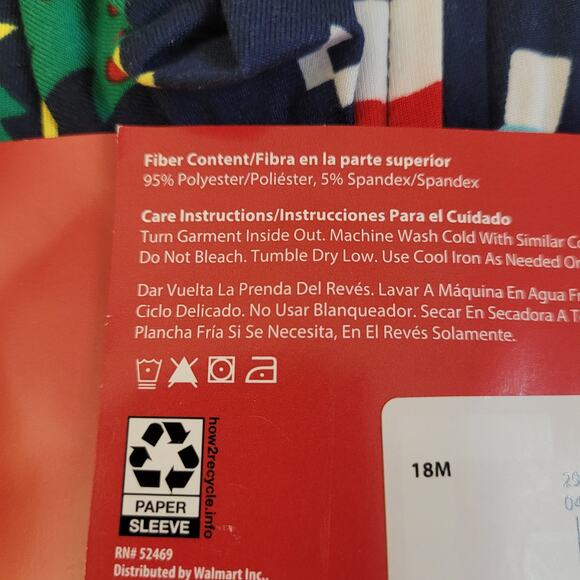 Fiber Content/Fibra en la parte superior
95% Polyester/Poliéster, 5% Spandex/Spandex
Care Instructions/Instrucciones Para el Cuidado
Turn Garment Inside Out. Machine Wash Cold With Similar
Do Not Bleach. Tumble Dry Low. Use Cool Iron As Needed
Dar Vuelta La Prenda Del Revés. Lavar A Máquina En Agua
Ciclo Delicado. No Usar Blanqueador. Secar En Secadora A
Plancha Fría Si Se Necesita, En El Revés Solamente.
how2recycle.info
PAPER
SLEEVE
18M
RN# 52469
Distributed by Walmart Inc.,